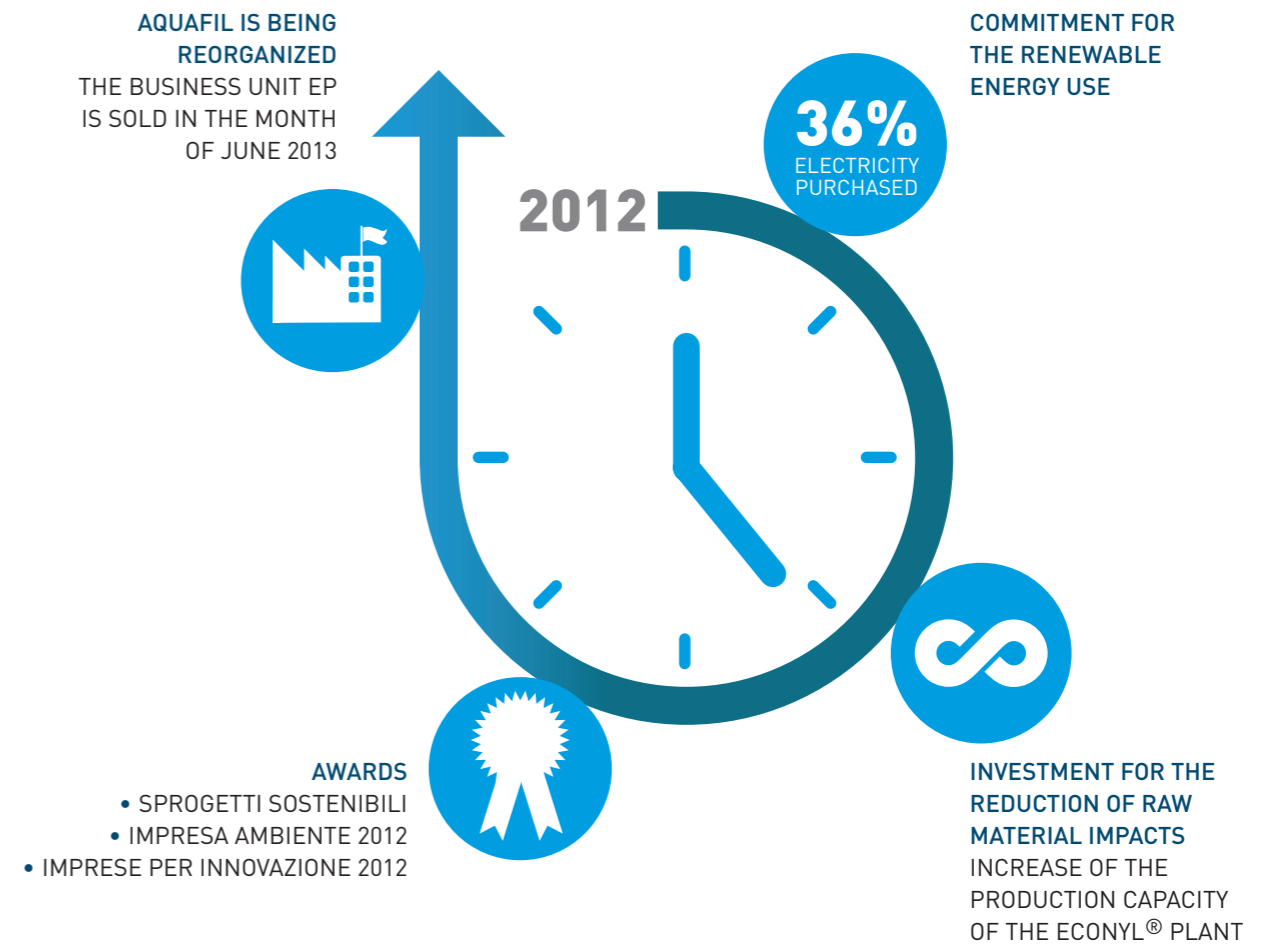 AQUAFIL IS BEING
REORGANIZED
THE BUSINESS UNIT EP
IS SOLD IN THE MONTH
OF JUNE 2013
COMMITMENT FOR
THE RENEWABLE
ENERGY USE
36%
ELECTRICITY
PURCHASED
2012
AWARDS
• SPROGETTI SOSTENIBILI
• IMPRESA AMBIENTE 2012
• IMPRESE PER INNOVAZIONE 2012
INVESTMENT FOR THE
REDUCTION OF RAW
MATERIAL IMPACTS
INCREASE OF THE
PRODUCTION CAPACITY
OF THE ECONYL® PLANT